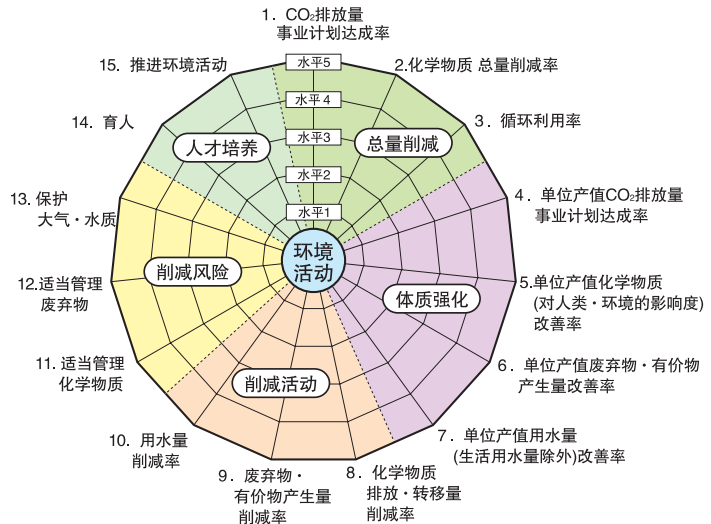 1．CO₂排放量
事业计划达成率
2.化学物质 总量削减率
3．循环利用率
4．单位产值CO₂排放量
事业计划达成率
5.单位产值化学物质
(对人类・环境的影响度)
改善率
6．单位产值废弃物・有价物
产生量改善率
7．单位产值用水量
(生活用水量除外)改善率
8．化学物质
排放・转移量
削减率
9．废弃物・
有价物产生量
削减率
10．用水量
削减率
11．适当管理
化学物质
12.适当管理
废弃物
13.保护
大气・水质
14．育人
15．推进环境活动
水平5
水平4
水平3
水平2
水平1
环境
活动
总量削减
体质强化
削减活动
削减风险
人才培养